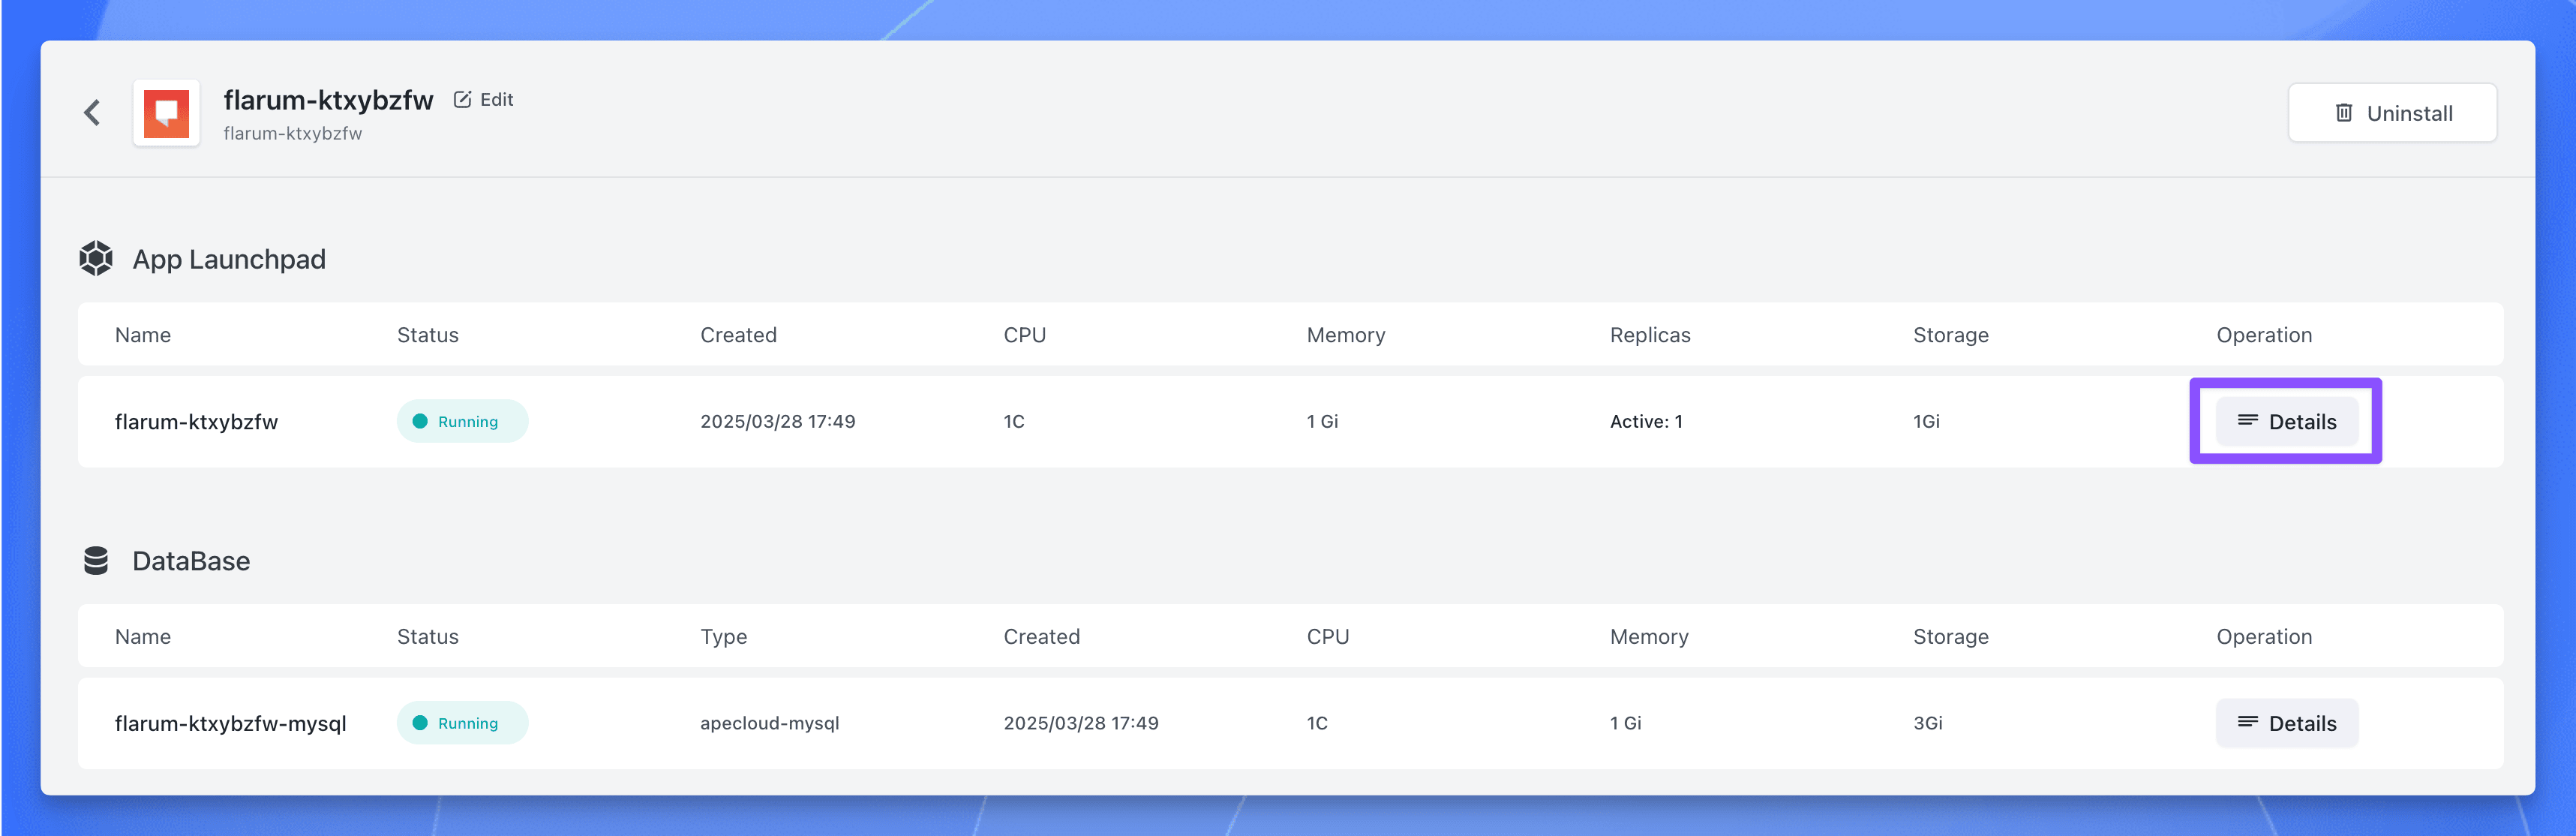 flarum-ktxybzfw Edit
flarum-ktxybzfw
Uninstall
App Launchpad
Name Status Created CPU Memory Replicas Storage Operation
flarum-ktxybzfw Running 2025/03/28 17:49 1C 1 Gi Active: 1 1Gi Details
DataBase
Name Status Type Created CPU Memory Storage Operation
flarum-ktxybzfw-mysql Running apecloud-mysql 2025/03/28 17:49 1C 1 Gi 3Gi Details